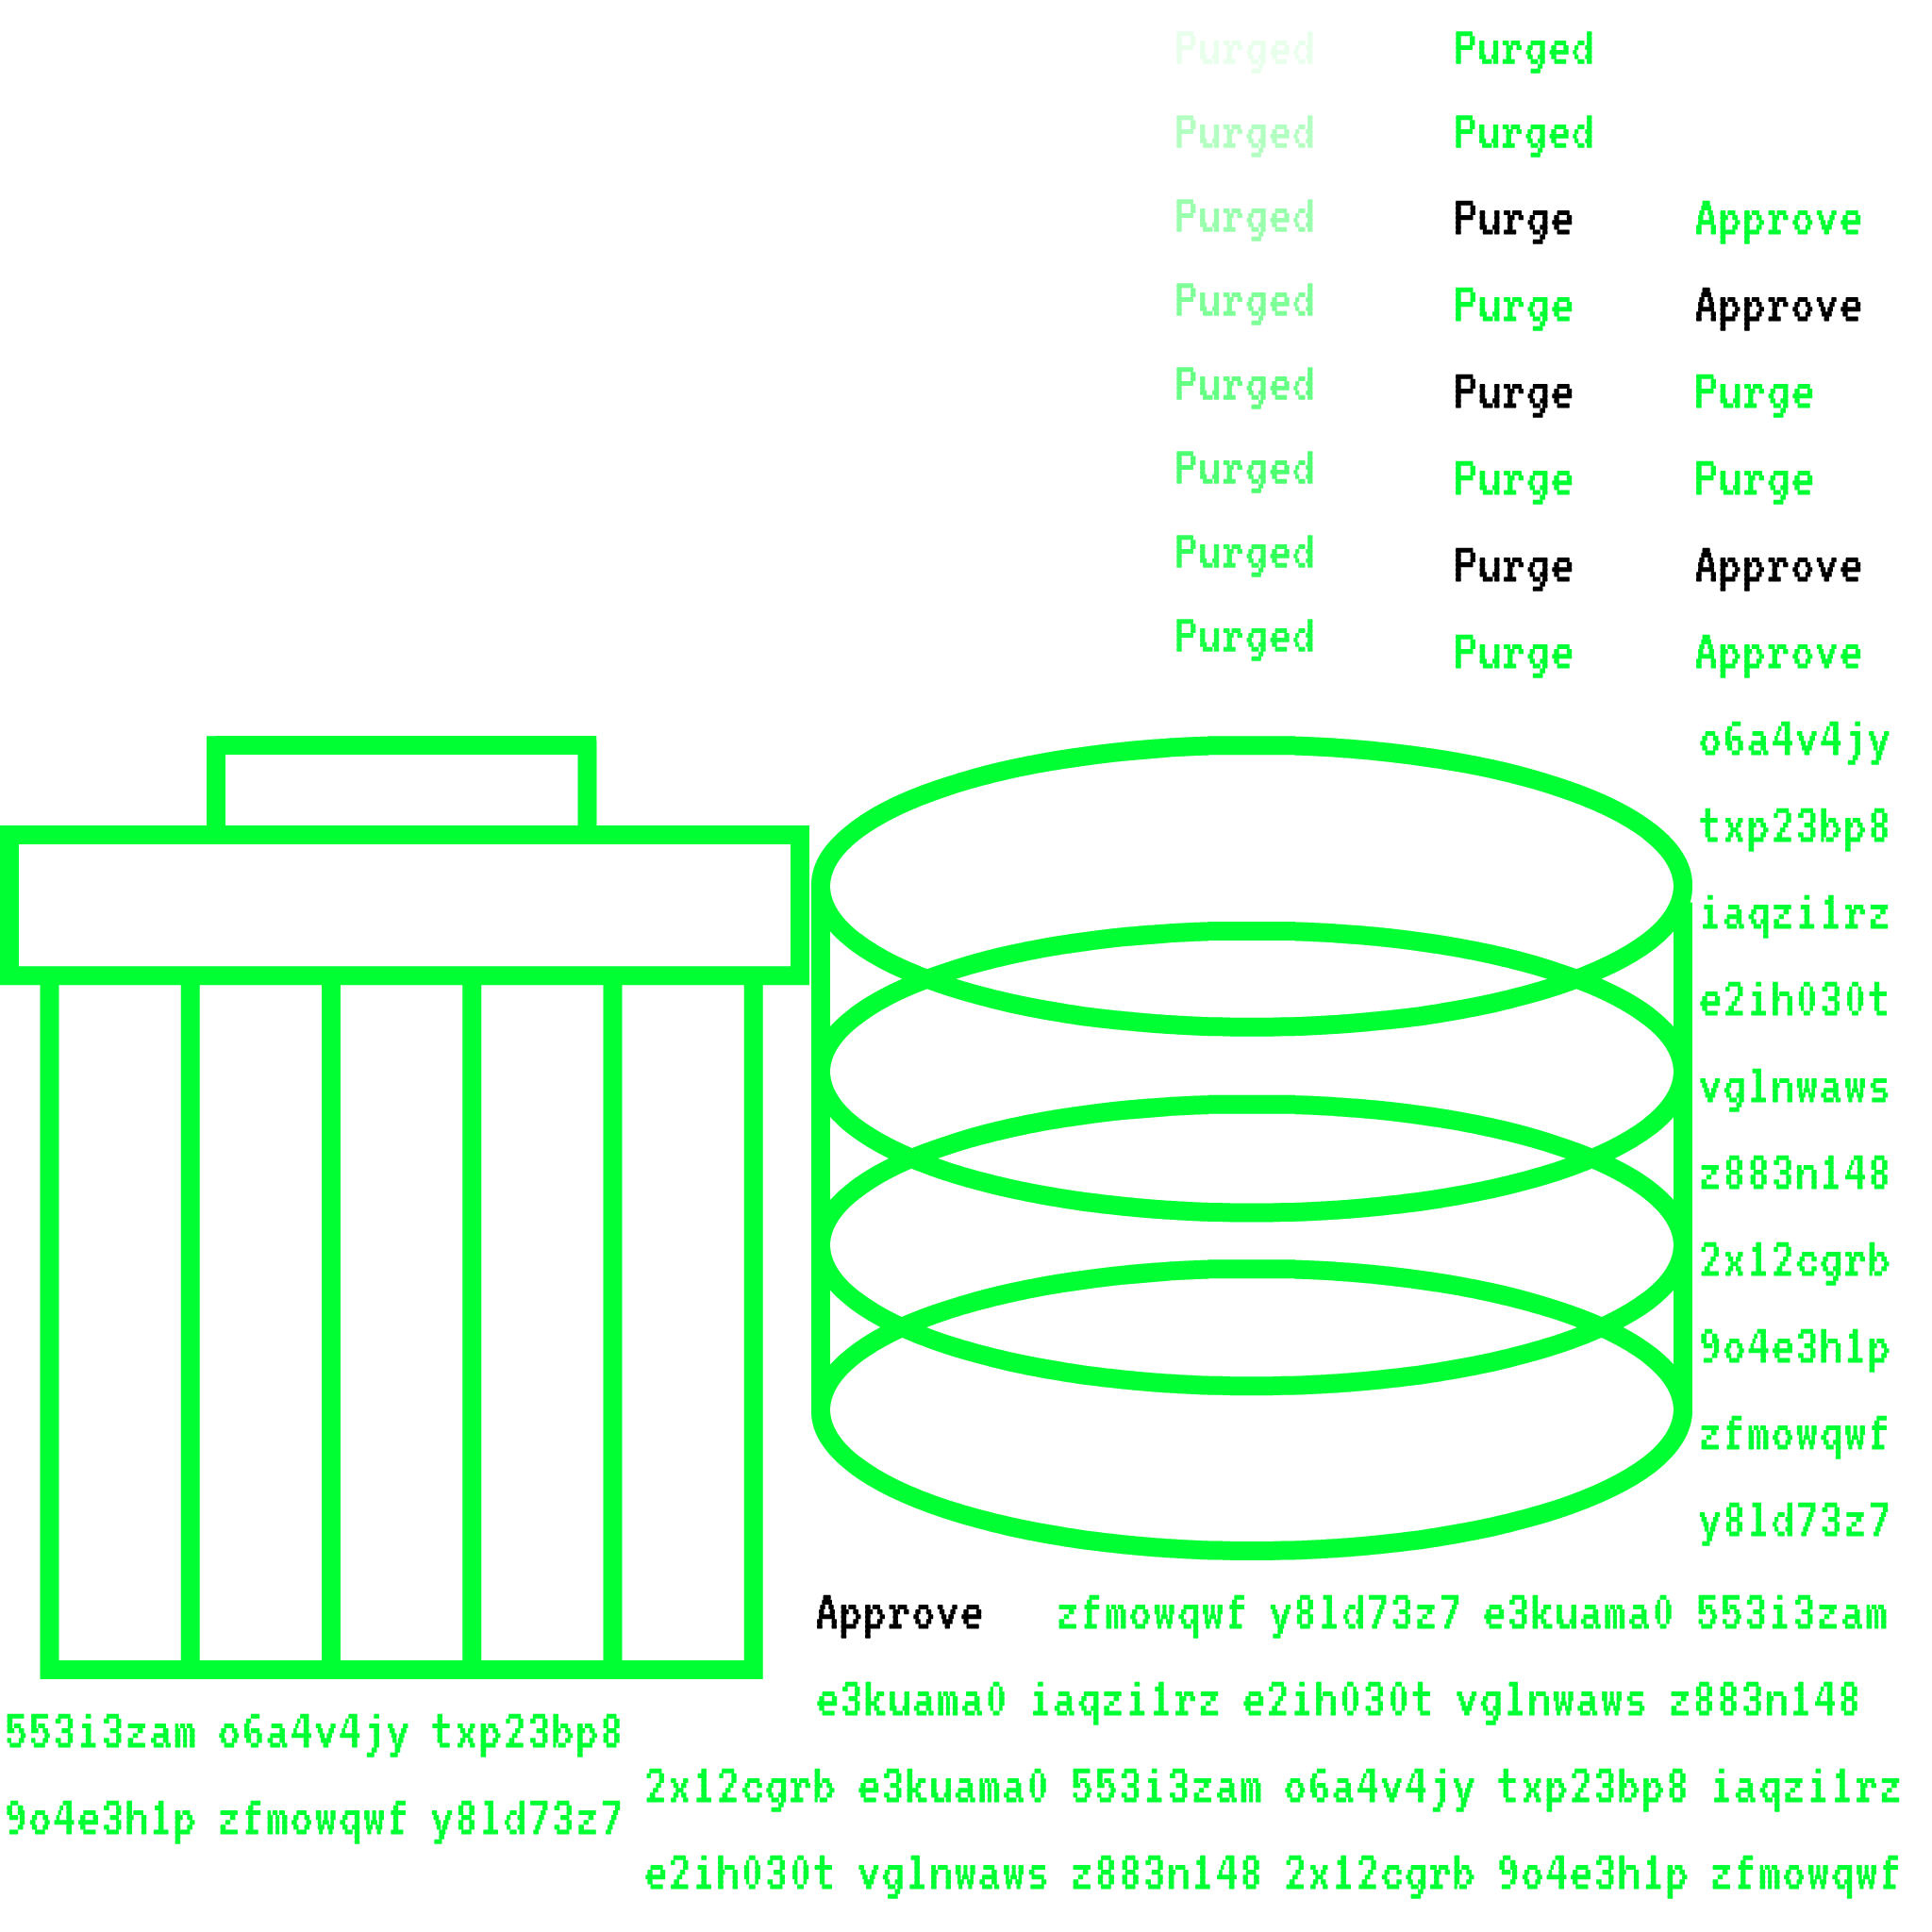 Purged Purged
Purged Purged
Purged Purge Approve
Purged Purge Approve
Purged Purge Purge
Purged Purge Purge
Purged Purge Approve
Purged Purge Approve
o6a4v4jy
txp23bp8
iaqzi1rz
e2ih030t
vglnwaws
z883n148
2x12cgrb
9o4e3h1p
zfmowqwf
y8ld73z7
Approve zfmowqwf y8ld73z7 e3kuama0 553i3zam
e3kuama0 iaqzi1rz e2ih030t vglnwaws z883n148
553i3zam o6a4v4jy txp23bp8
2x12cgrb e3kuama0 553i3zam o6a4v4jy txp23bp8 iaqzi1rz
9o4e3h1p zfmowqwf y8ld73z7
e2ih030t vglnwaws z883n148 2x12cgrb 9o4e3h1p zfmowqwf